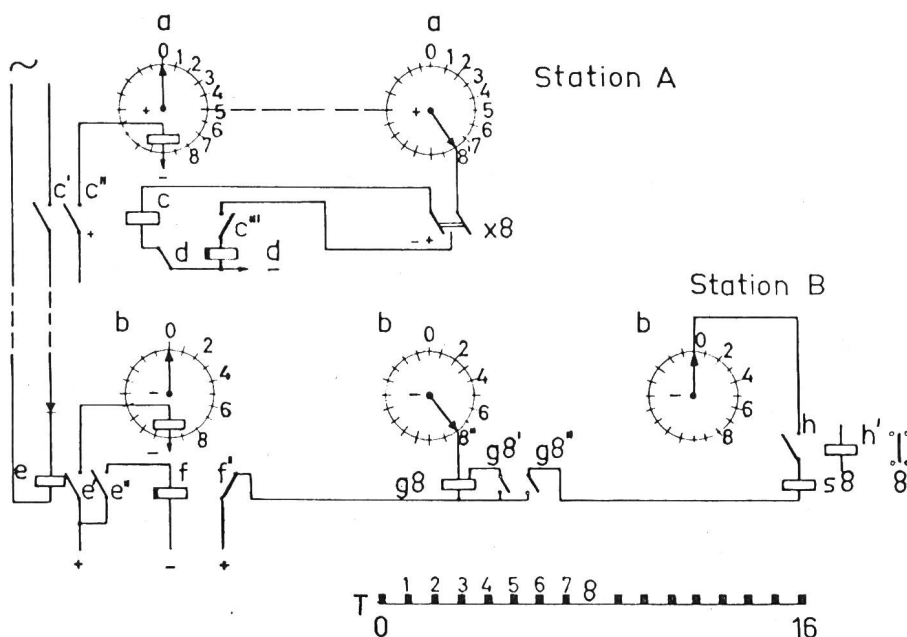 a a
0 1 2 3 4 5 6 7 8
0 1 2 3 4 5 6 7 8'
Station A
~
+ +
-
c' c" c c"' x8
+ - +
d d
-
Station B
b b b
0 2 4 6 8
0 2 4 6 8"
0 2 4 6 8
- - -
-
e e' e" f f' g8 g8' g8" h h' s8 8
+ - +
1 2 3 4 5 6 7 8
T
0 16